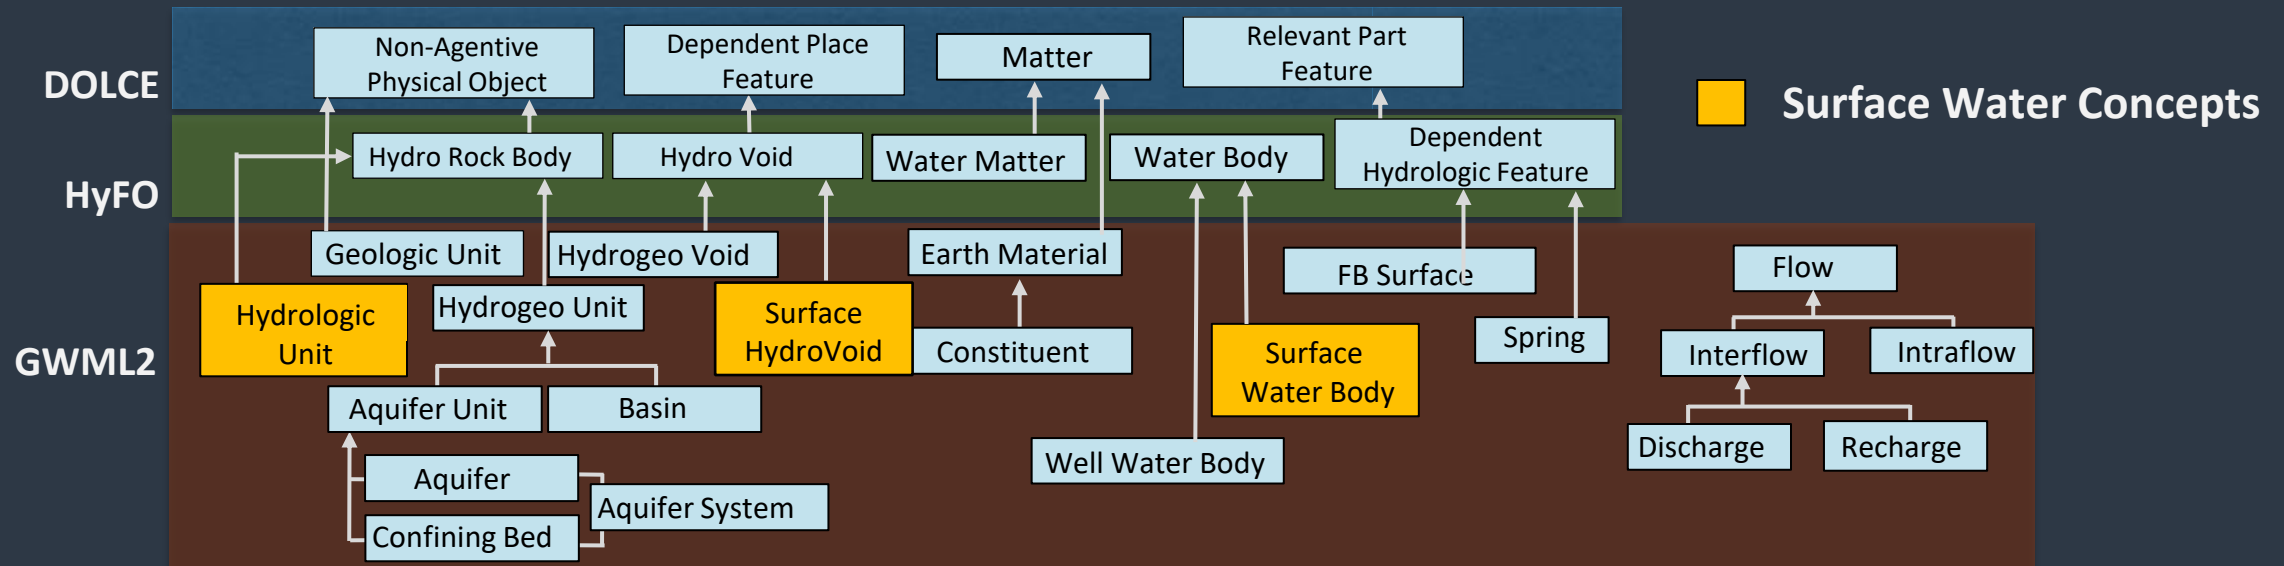 DOLCE
Non-Agentive
Physical Object
Dependent Place
Feature
Matter
Relevant Part
Feature
Surface Water Concepts
HyFO
Hydro Rock Body
Hydro Void
Water Matter
Water Body
Dependent
Hydrologic Feature
GWML2
Geologic Unit
Hydrogeo Void
Earth Material
FB Surface
Flow
Hydrologic
Unit
Hydrogeo Unit
Surface
HydroVoid
Constituent
Surface
Water Body
Spring
Interflow
Intraflow
Aquifer Unit
Basin
Discharge
Recharge
Well Water Body
Aquifer
Aquifer System
Confining Bed